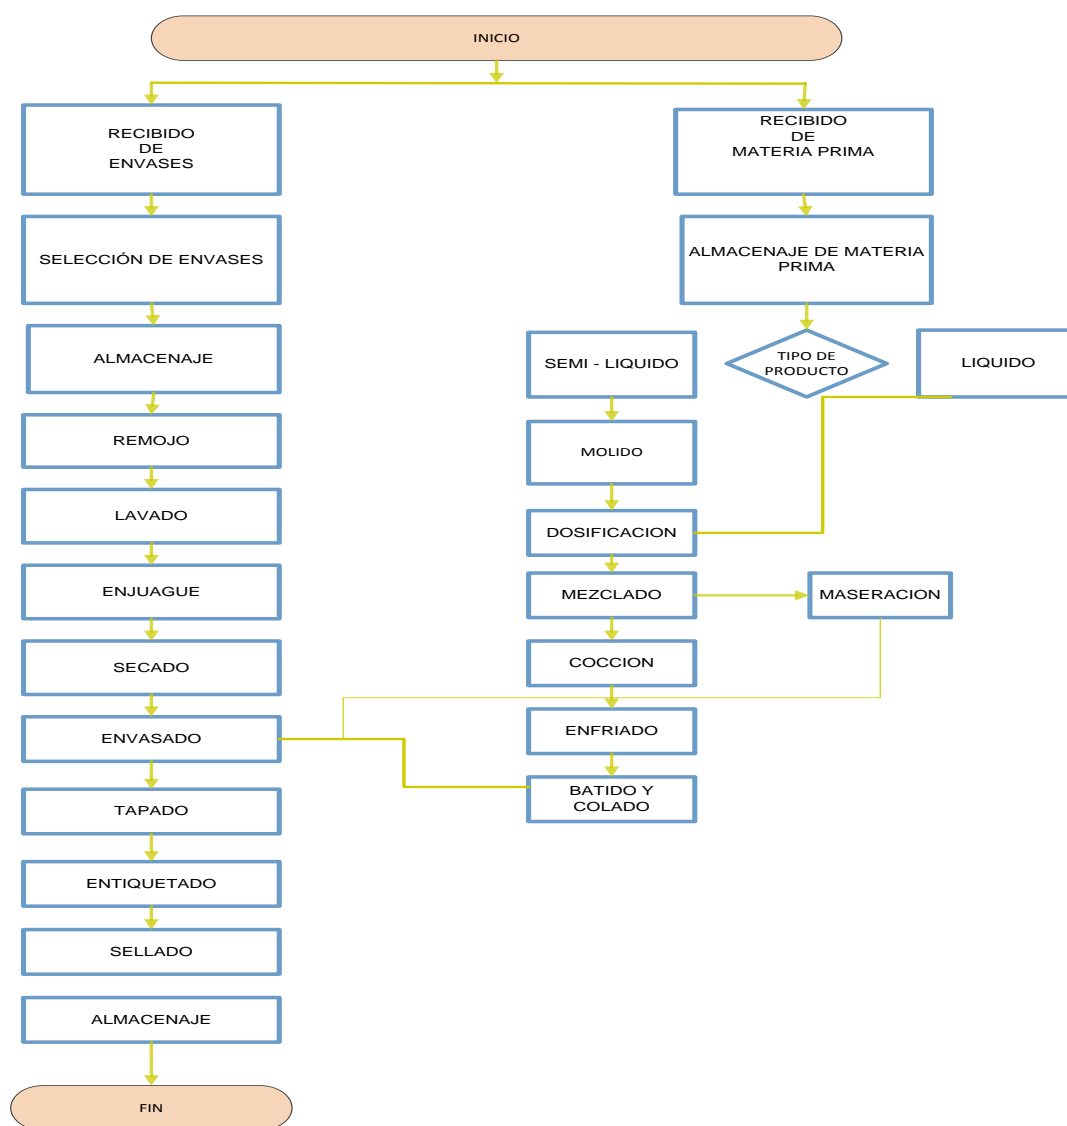 INICIO
RECIBIDO
DE
ENVASES
SELECCIÓN DE ENVASES
ALMACENAJE
REMOJO
LAVADO
ENJUAGUE
SECADO
ENVASADO
TAPADO
ENTIQUETADO
SELLADO
ALMACENAJE
FIN
RECIBIDO
DE
MATERIA PRIMA
ALMACENAJE DE MATERIA
PRIMA
TIPO DE
PRODUCTO
SEMI - LIQUIDO
LIQUIDO
MOLIDO
DOSIFICACION
MEZCLADO
MASERACION
COCCION
ENFRIADO
BATIDO Y
COLADO